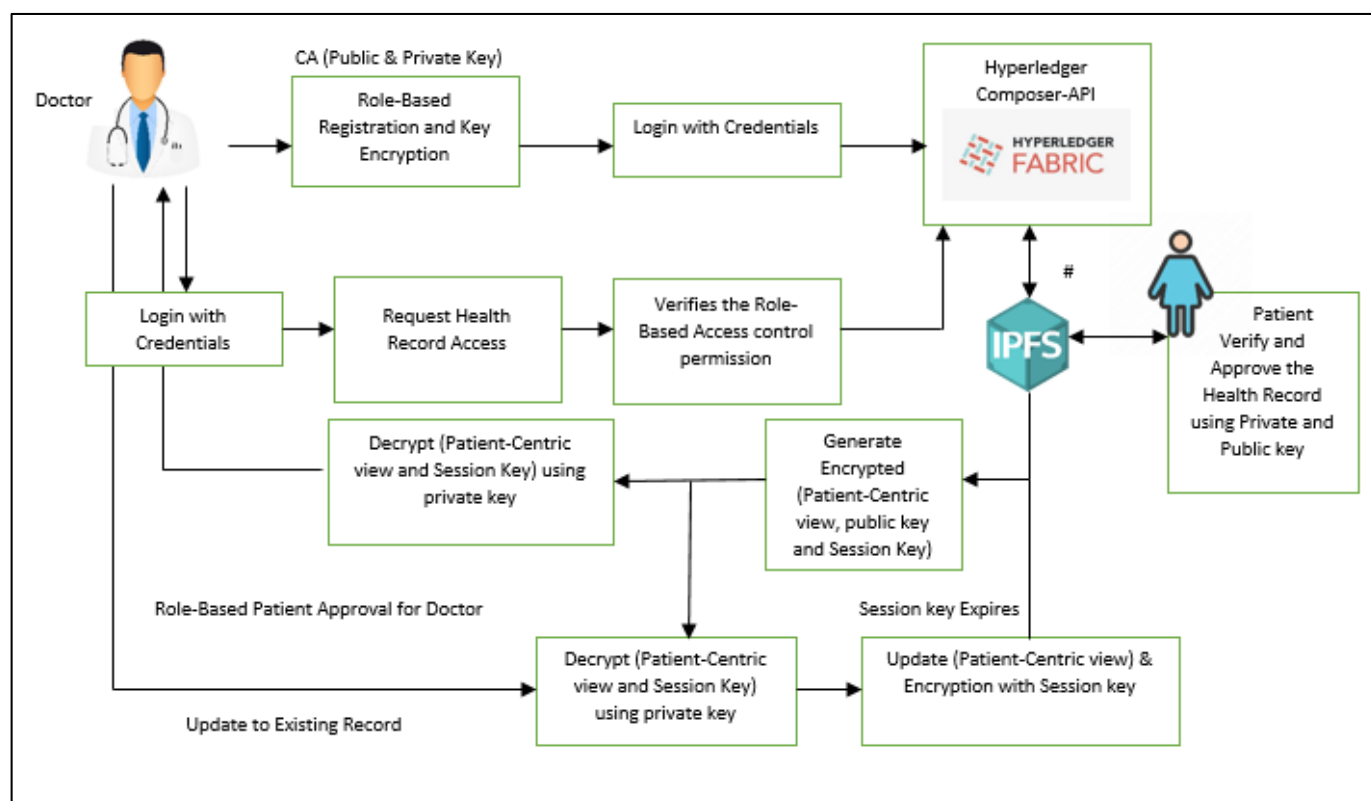 CA (Public & Private Key)
Doctor
Role-Based
Registration and Key
Encryption
Login with Credentials
Hyperledger
Composer-API
HYPERLEDGER
FABRIC
#
Login with
Credentials
Request Health
Record Access
Verifies the Role-
Based Access control
permission
IPFS
Patient
Verify and
Approve the
Health Record
using Private and
Public key
Decrypt (Patient-Centric
view and Session Key) using
private key
Generate
Encrypted
(Patient-Centric
view, public key
and Session Key)
Role-Based Patient Approval for Doctor
Session key Expires
Decrypt (Patient-Centric
view and Session Key)
using private key
Update (Patient-Centric view) &
Encryption with Session key
Update to Existing Record